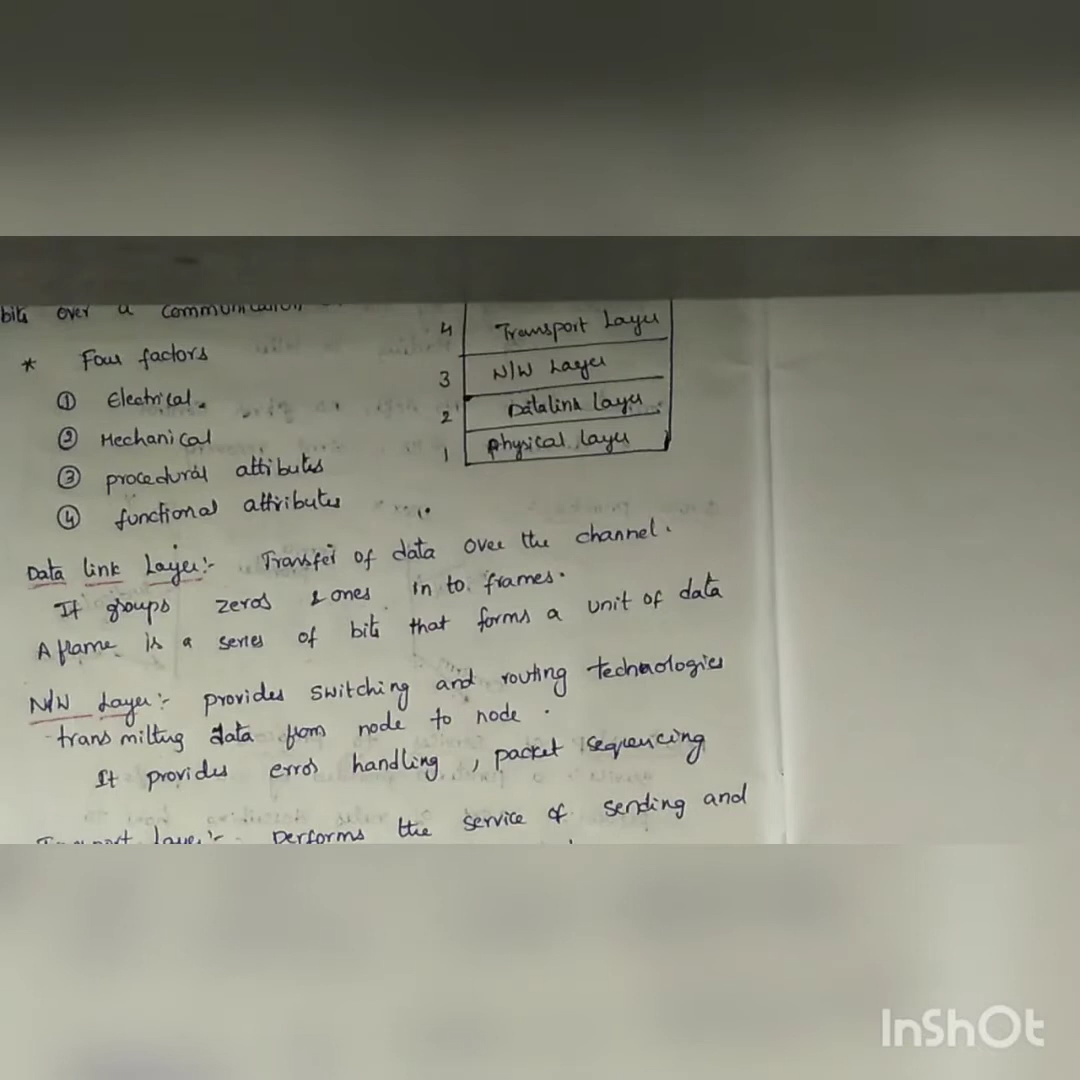 bits over a communication
* Four factors
① Electrical.
② Mechanical
③ procedural attibutes
④ functional attributes
4 Transport Layer
3 N/W Layer
2 Datalink Layer
1 Physical Layer
Data link Layer:- Transfer of data over the channel.
It groups zeros & ones in to frames.
A frame is a series of bits that forms a unit of data
N/W Layer:- provides switching and routing technologies
transmitting data from node to node.
It provides error handling, packet sequencing
Transport Layer:- Performs the service of sending and
InShOt